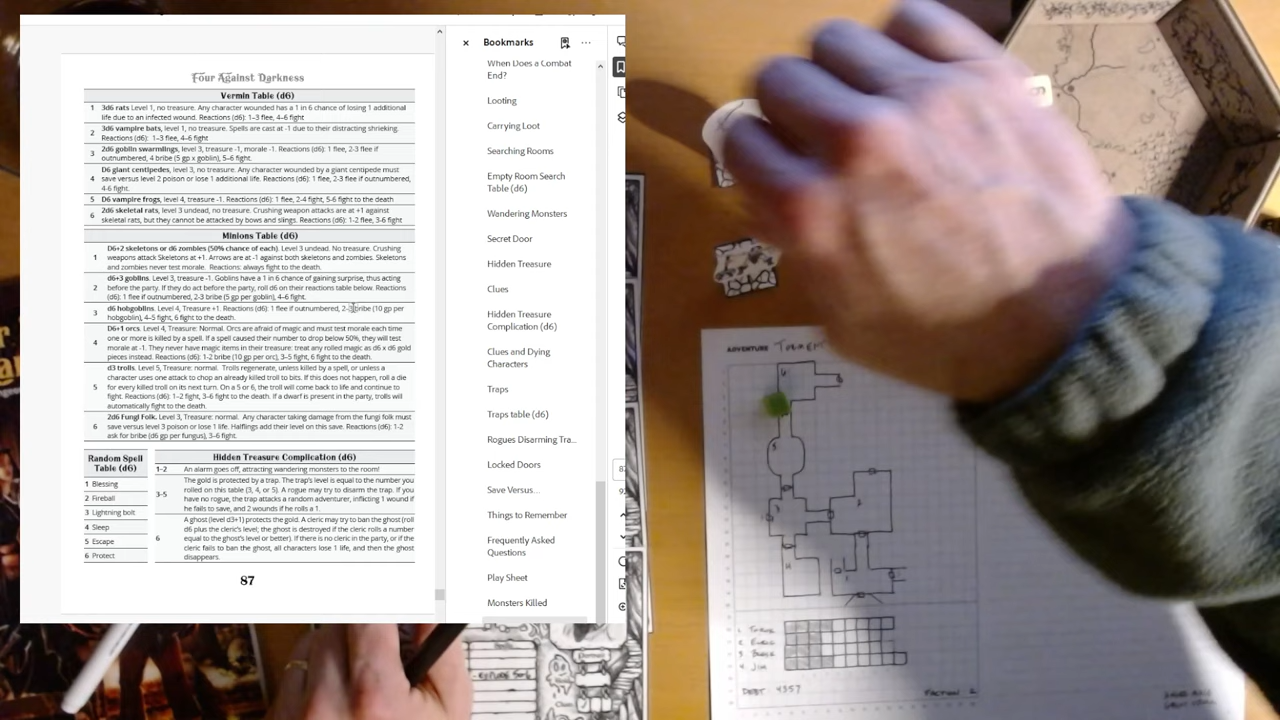 Four Against Darkness
Vermin Table (d6)
1 3d6 rats Level 1, no treasure. Any character wounded has a 1 in 6 chance of losing 1 additional
life due to an infected wound. Reactions (d6): 1–3 flee, 4–6 fight
2 3d6 vampire bats, level 1, no treasure. Spells are cast at -1 due to their distracting shrieking.
Reactions (d6): 1–3 flee, 4–6 fight
3 2d6 goblin swarmlings, level 3, treasure -1, morale -1. Reactions (d6): 1 flee, 2-3 flee if
outnumbered, 4 bribe (5 gp x goblin), 5–6 fight.
4 D6 giant centipedes, level 3, no treasure. Any character wounded by a giant centipede must
save versus level 2 poison or lose 1 additional life. Reactions (d6): 1 flee, 2-3 flee if outnumbered,
4-6 fight.
5 D6 vampire frogs, level 4, treasure -1. Reactions (d6): 1 flee, 2-4 fight, 5-6 fight to the death
6 2d6 skeletal rats, level 3 undead, no treasure. Crushing weapon attacks are at +1 against
skeletal rats, but they cannot be attacked by bows and slings. Reactions (d6): 1-2 flee, 3-6 fight
Minions Table (d6)
1 D6+2 skeletons or d6 zombies (50% chance of each). Level 3 undead. No treasure. Crushing
weapons attack Skeletons at +1. Arrows are at -1 against both skeletons and zombies. Skeletons
and zombies never test morale. Reactions: always fight to the death.
2 d6+3 goblins. Level 3, treasure -1. Goblins have a 1 in 6 chance of gaining surprise, thus acting
before the party. If they do act before the party, roll d6 on their reactions table below. Reactions
(d6): 1 flee if outnumbered, 2-3 bribe (5 gp per goblin), 4–6 fight.
3 d6 hobgoblins. Level 4, Treasure +1. Reactions (d6): 1 flee if outnumbered, 2-3 bribe (10 gp per
hobgoblin), 4–5 fight, 6 fight to the death.
4 D6+1 orcs. Level 4, Treasure: Normal. Orcs are afraid of magic and must test morale each time
one or more is killed by a spell. If a spell caused their number to drop below 50%, they will test
morale at -1. They never have magic items in their treasure: treat any rolled magic as d6 x d6 gold
pieces instead. Reactions (d6): 1-2 bribe (10 gp per orc), 3–5 fight, 6 fight to the death.
5 d3 trolls. Level 5, Treasure: normal. Trolls regenerate, unless killed by a spell, or unless a
character uses one attack to chop an already killed troll to bits. If this does not happen, roll a die
for every killed troll on its next turn. On a 5 or 6, the troll will come back to life and continue to
fight. Reactions (d6): 1–2 fight, 3–6 fight to the death. If a dwarf is present in the party, trolls will
automatically fight to the death.
6 2d6 Fungi Folk. Level 3, Treasure: normal. Any character taking damage from the fungi folk must
save versus level 3 poison or lose 1 life. Halflings add their level on this save. Reactions (d6): 1-2
ask for bribe (d6 gp per fungus), 3–6 fight.
Random Spell
Table (d6)
1 Blessing
2 Fireball
3 Lightning bolt
4 Sleep
5 Escape
6 Protect
Hidden Treasure Complication (d6)
1-2 An alarm goes off, attracting wandering monsters to the room!
3-5 The gold is protected by a trap. The trap's level is equal to the number you
rolled on this table (3, 4, or 5). A rogue may try to disarm the trap. If you
have no rogue, the trap attacks a random adventurer, inflicting 1 wound if
he fails to save, and 2 wounds if he rolls a 1.
6 A ghost (level d3+1) protects the gold. A cleric may try to ban the ghost (roll
d6 plus the cleric's level; the ghost is destroyed if the cleric rolls a number
equal to the ghost's level or better). If there is no cleric in the party, or if the
cleric fails to ban the ghost, all characters lose 1 life, and then the ghost
disappears.
87
Bookmarks
When Does a Combat
End?
Looting
Carrying Loot
Searching Rooms
Empty Room Search
Table (d6)
Wandering Monsters
Secret Door
Hidden Treasure
Clues
Hidden Treasure
Complication (d6)
Clues and Dying
Characters
Traps
Traps table (d6)
Rogues Disarming Tra...
Locked Doors
Save Versus...
Things to Remember
Frequently Asked
Questions
Play Sheet
Monsters Killed
ADVENTURE
DEBT: 4357